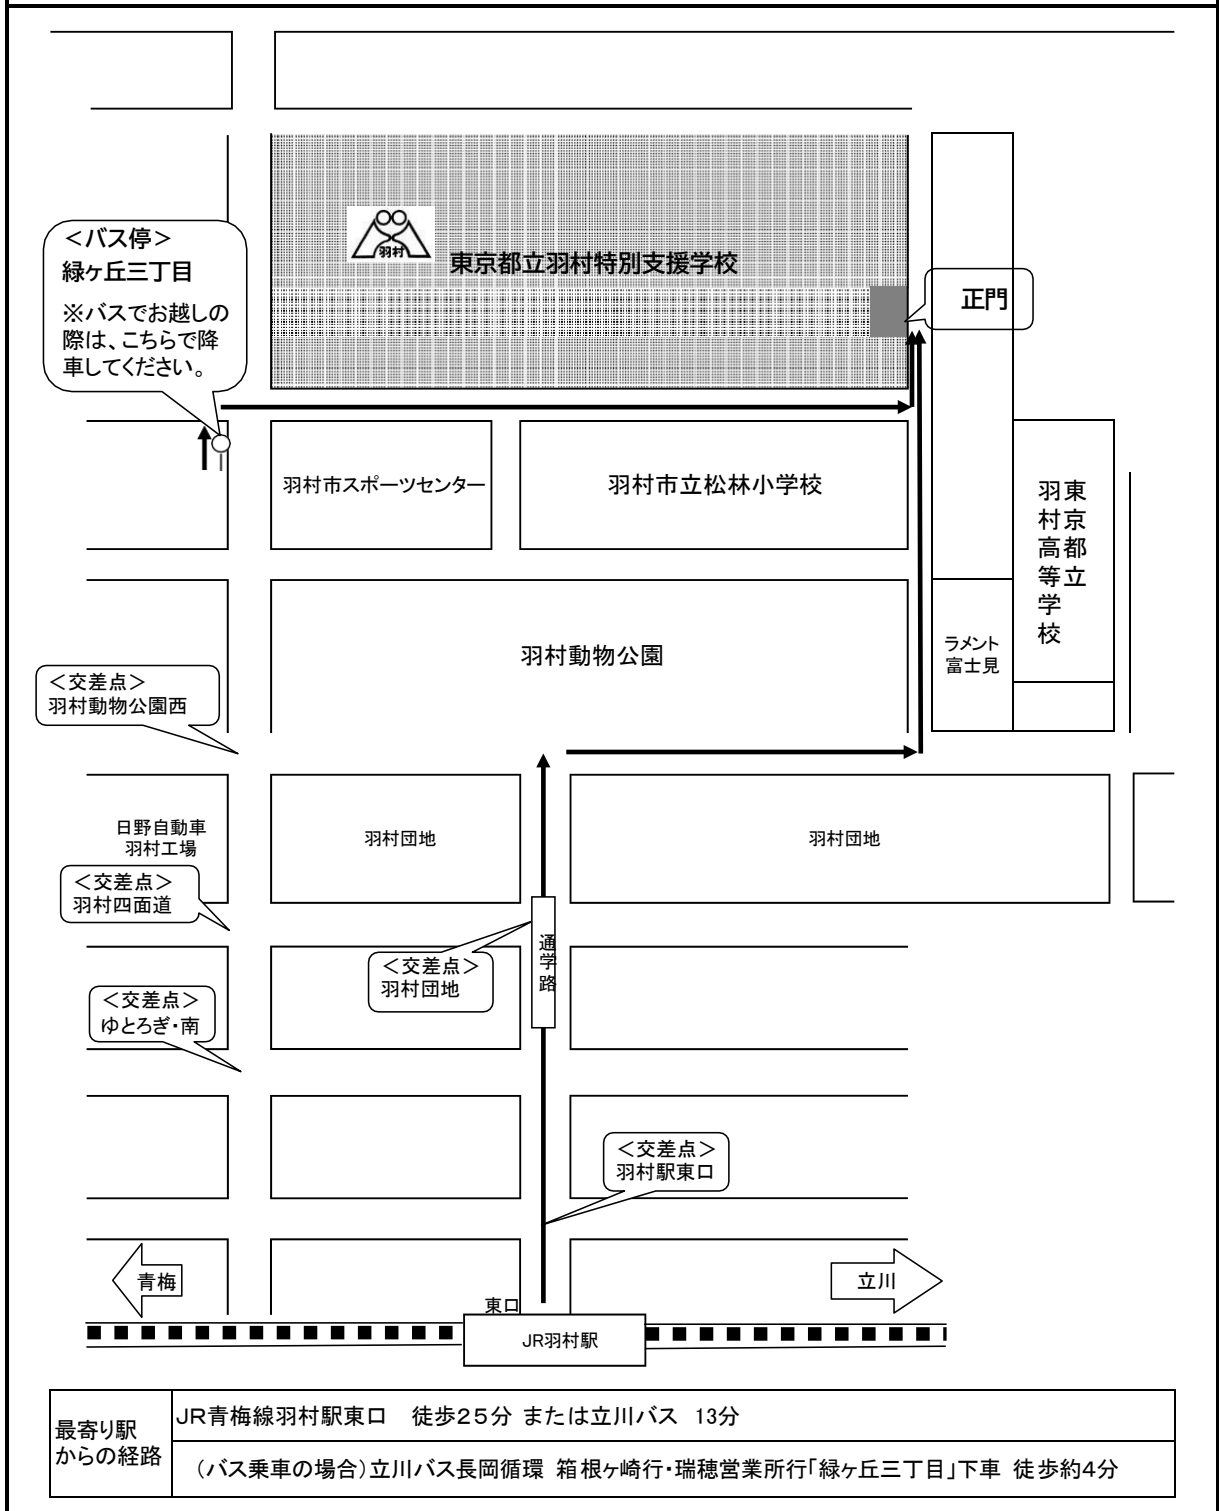 羽村
東京都立羽村特別支援学校
＜バス停＞
緑ヶ丘三丁目
※バスでお越しの
際は、こちらで降
車してください。
正門
羽村市スポーツセンター
羽村市立松林小学校
東京都立
羽村高等学校
羽村動物公園
ラメント
富士見
＜交差点＞
羽村動物公園西
日野自動車
羽村工場
羽村団地
羽村団地
＜交差点＞
羽村四面道
通学路
＜交差点＞
羽村団地
＜交差点＞
ゆとろぎ・南
＜交差点＞
羽村駅東口
青梅
立川
東口
JR羽村駅
最寄り駅
からの経路
JR青梅線羽村駅東口　徒歩２５分 または立川バス 13分
（バス乗車の場合）立川バス長岡循環 箱根ヶ崎行・瑞穂営業所行「緑ヶ丘三丁目」下車 徒歩約4分